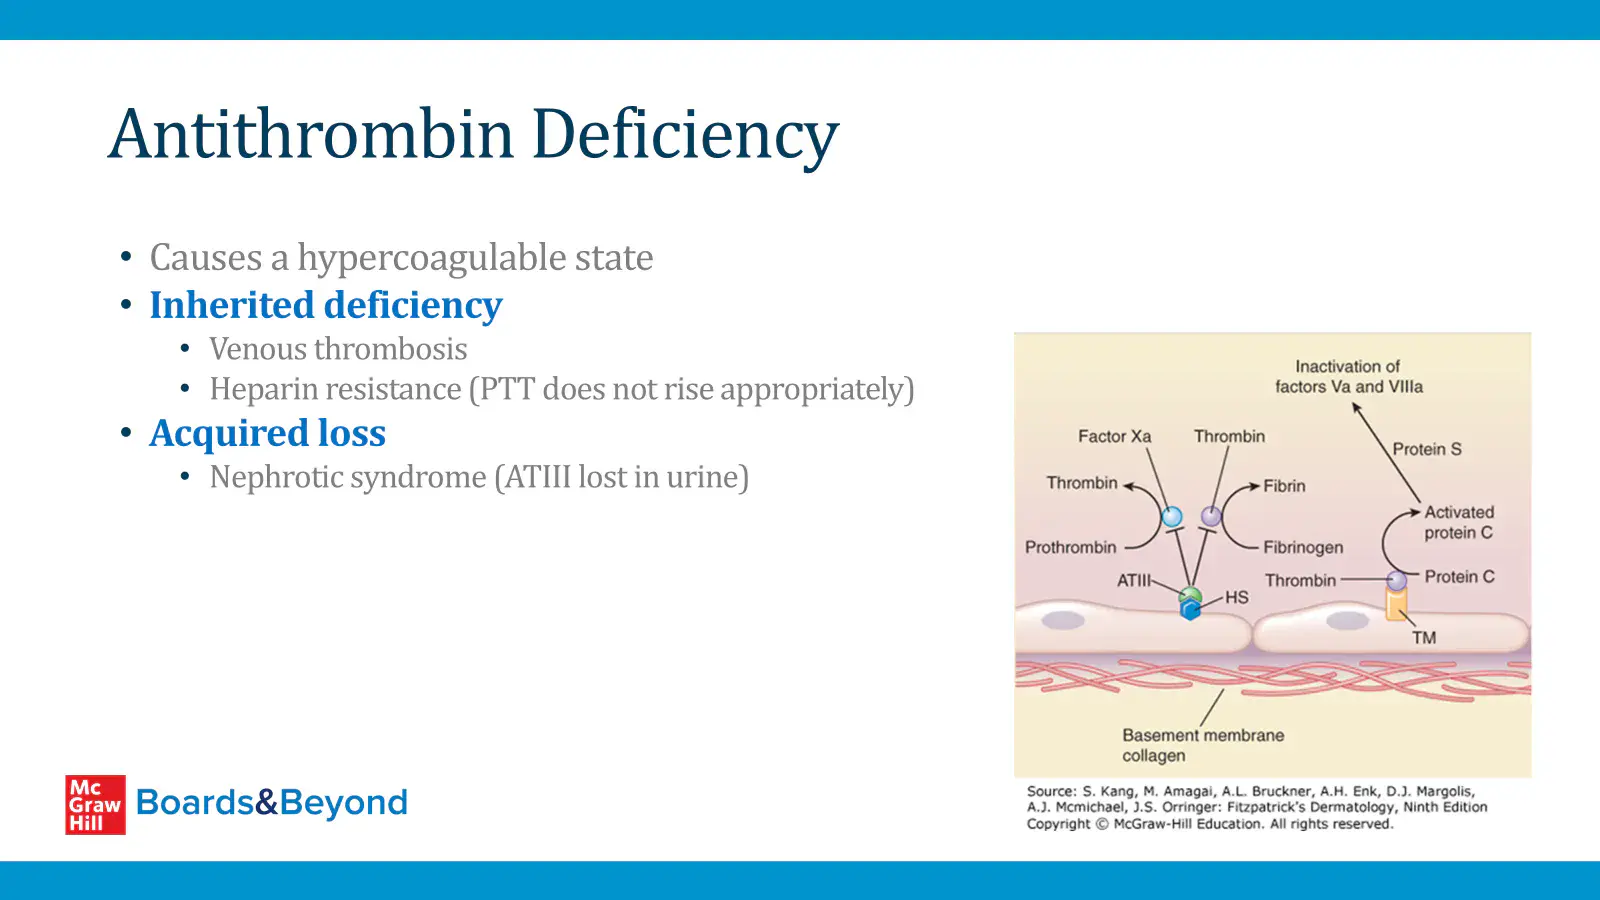 Antithrombin Deficiency
• Causes a hypercoagulable state
• Inherited deficiency
• Venous thrombosis
• Heparin resistance (PTT does not rise appropriately)
• Acquired loss
• Nephrotic syndrome (ATIII lost in urine)
Inactivation of
factors Va and VIIIa
Factor Xa
Thrombin
Protein S
Thrombin
Fibrin
Activated
protein C
Prothrombin
Fibrinogen
ATIII
HS
Thrombin
Protein C
TM
Basement membrane
collagen
Source: S. Kang, M. Amagai, A.L. Bruckner, A.H. Enk, D.J. Margolis,
A.J. Mcmichael, J.S. Orringer: Fitzpatrick's Dermatology, Ninth Edition
Copyright © McGraw-Hill Education. All rights reserved.
Mc
Graw
Hill
Boards&Beyond